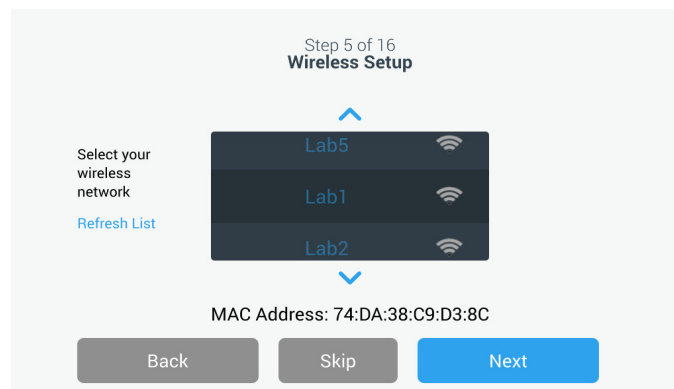 Step 5 of 16
Wireless Setup
Select your
wireless
network
Refresh List
Lab5
Lab1
Lab2
MAC Address: 74:DA:38:C9:D3:8C
Back
Skip
Next